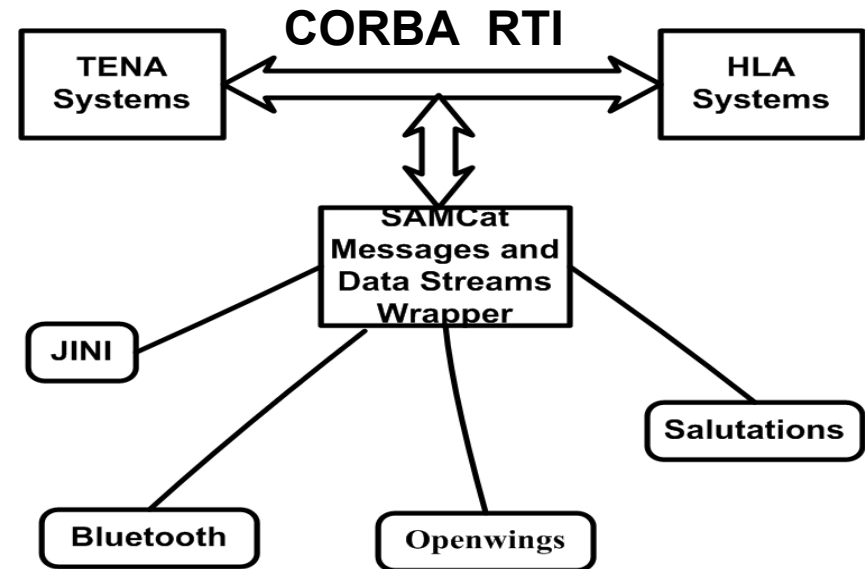 CORBA RTI
TENA
Systems
HLA
Systems
SAMCat
Messages and
Data Streams
Wrapper
JINI
Salutations
Bluetooth
Openwings